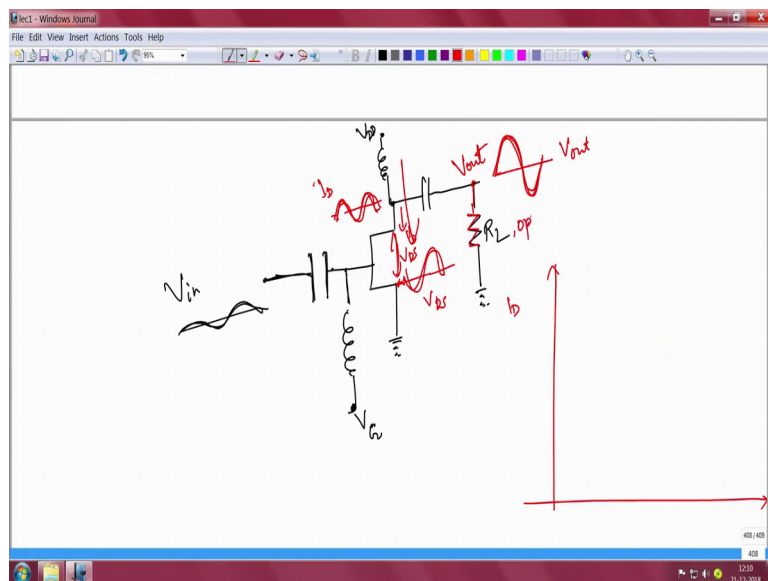 lec1 - Windows Journal
File Edit View Insert Actions Tools Help
96%
B I
VDD
Vout
Vout
ID
RL,op
VDS
VDS
Vin
ID
VG
408 / 409
408
12:10
21-12-2018